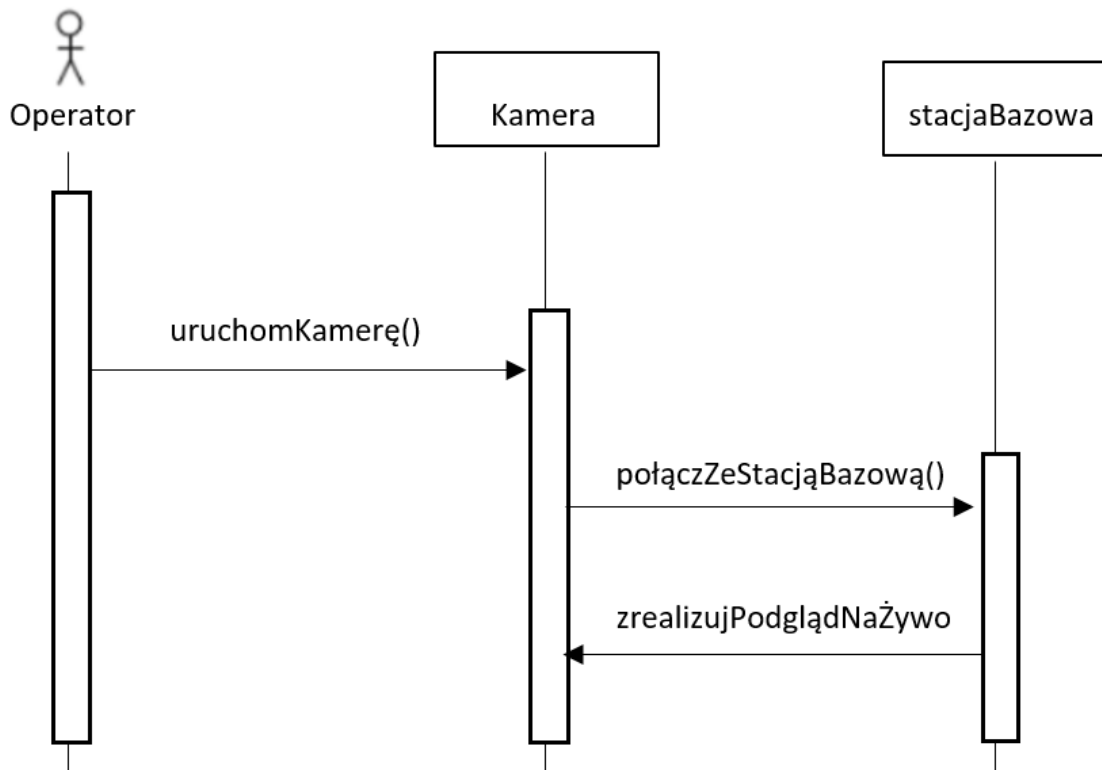 Operator
Kamera
stacjaBazowa
uruchomKamerę()
połączZeStacjąBazową()
zrealizujPodglądNaŻywo